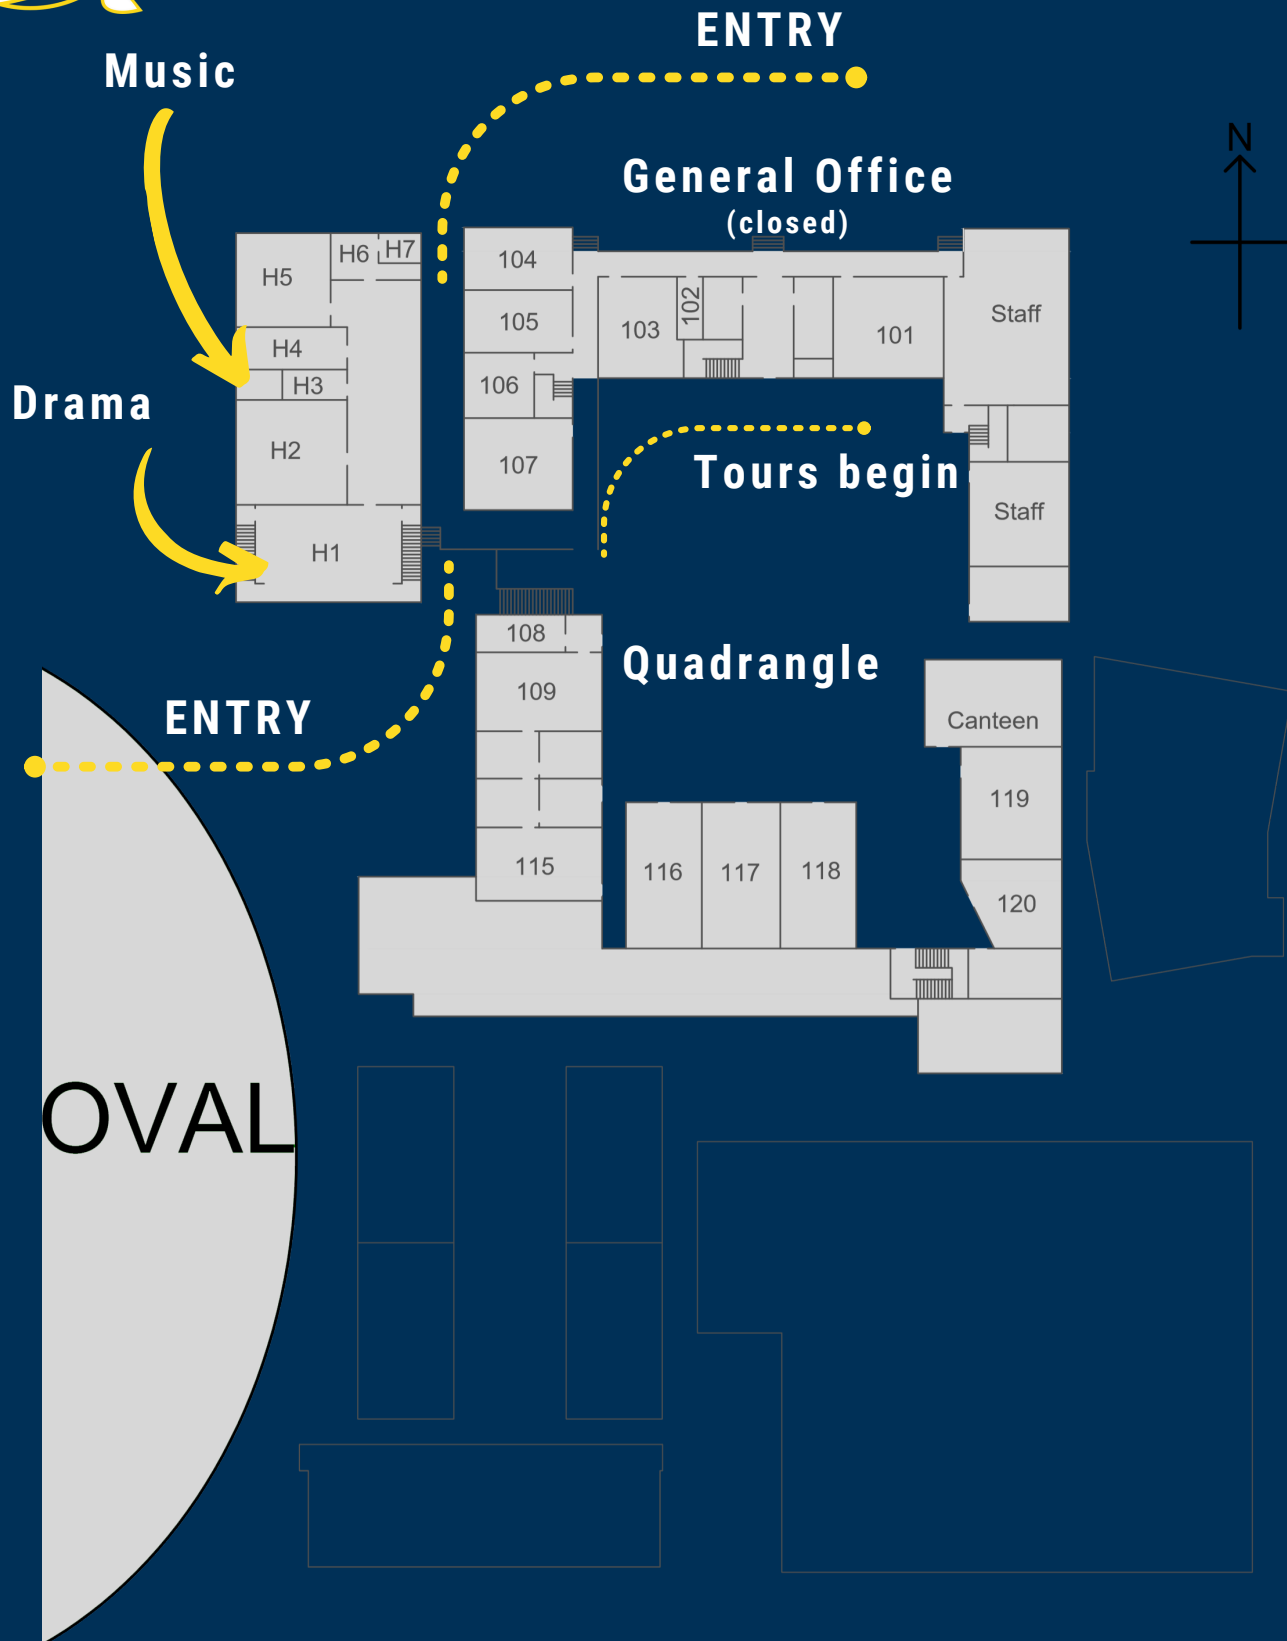 ENTRY
Music
N
General Office
(closed)
H5
H6
H7
104
105
103
102
101
Staff
H4
H3
106
Drama
H2
107
Tours begin
Staff
H1
108
Quadrangle
109
ENTRY
Canteen
119
115
116
117
118
120
OVAL